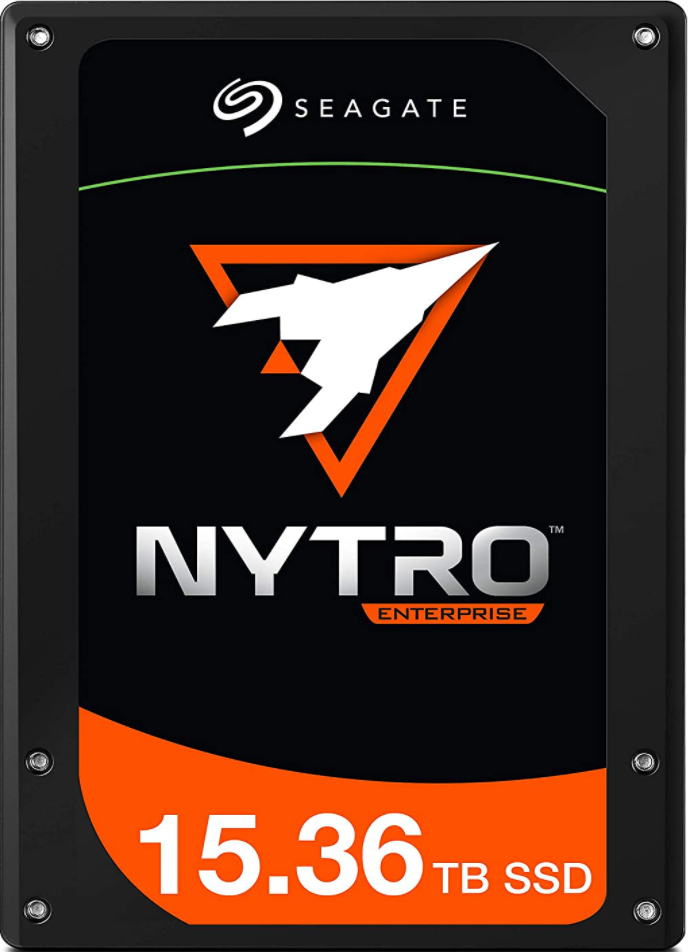 SEAGATE
NYTRO™
ENTERPRISE
15.36 TB SSD